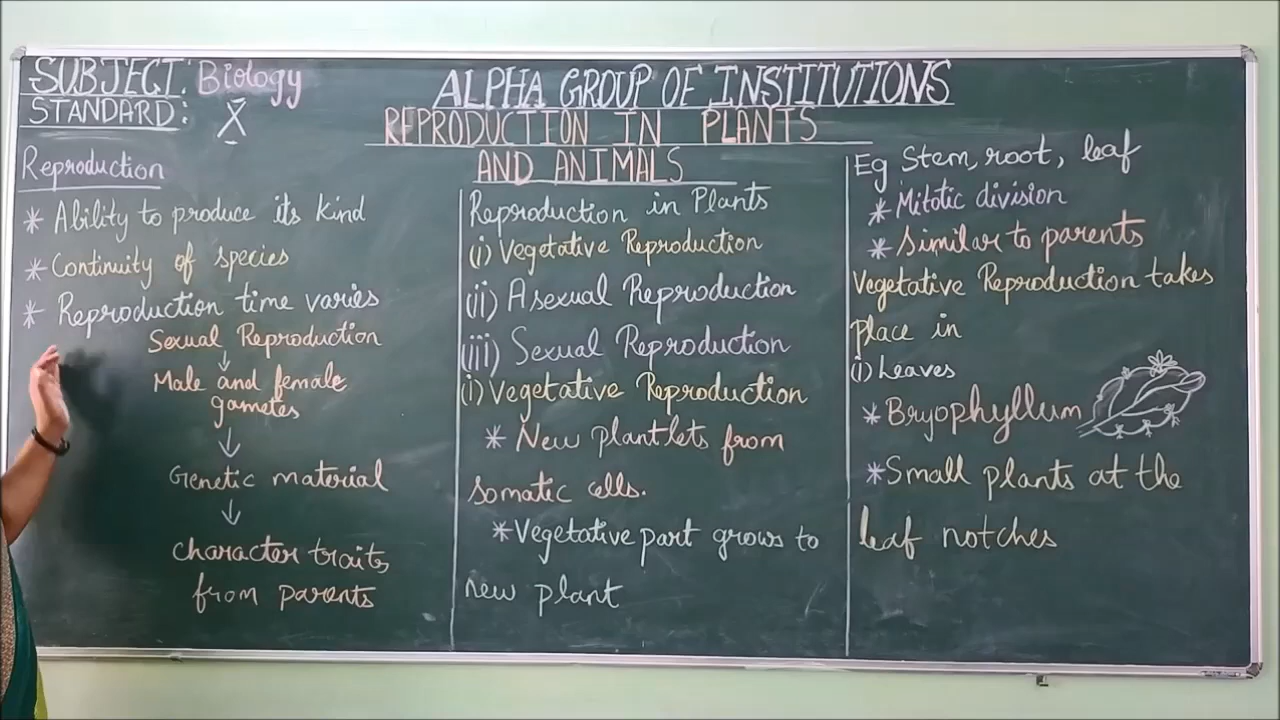 SUBJECT: Biology
STANDARD: X
ALPHA GROUP OF INSTITUTIONS
REPRODUCTION IN PLANTS
AND ANIMALS
Reproduction
* Ability to produce its kind
* Continuity of species
* Reproduction time varies
Sexual Reproduction
↓
Male and female
gametes
↓
Genetic material
↓
character traits
from parents
Reproduction in Plants
(i) Vegetative Reproduction
(ii) Asexual Reproduction
(iii) Sexual Reproduction
(i) Vegetative Reproduction
* New plantlets from
somatic cells.
* Vegetative part grows to
new plant
Eg Stem, root, leaf
* Mitotic division
* Similar to parents
Vegetative Reproduction takes
place in
(i) Leaves
* Bryophyllum
* Small plants at the
leaf notches